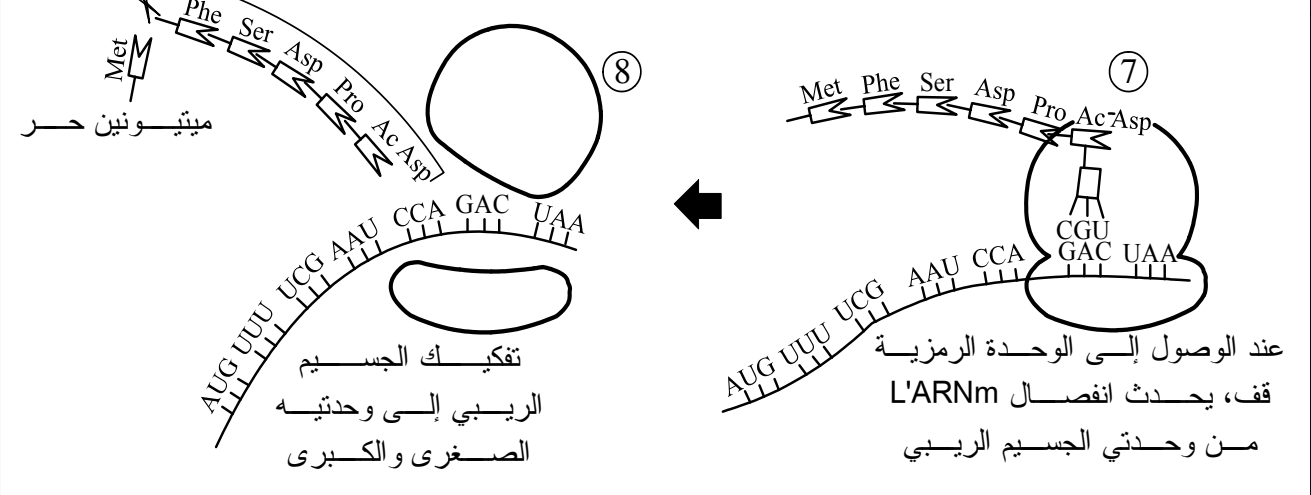 ⑦
Met Phe Ser Asp Pro Ac-Asp
CGU
AUG UUU UCG AAU CCA GAC UAA
عند الوصول إلى الوحدة الرمزية
قف، يحدث انفصال L'ARNm
من وحدتي الجسيم الريبي
⑧
Met
Phe Ser Asp Pro Ac Asp
ميتيونين حر
AUG UUU UCG AAU CCA GAC UAA
تفكيك الجسيم
الريبي إلى وحدتيه
الصغرى والكبرى